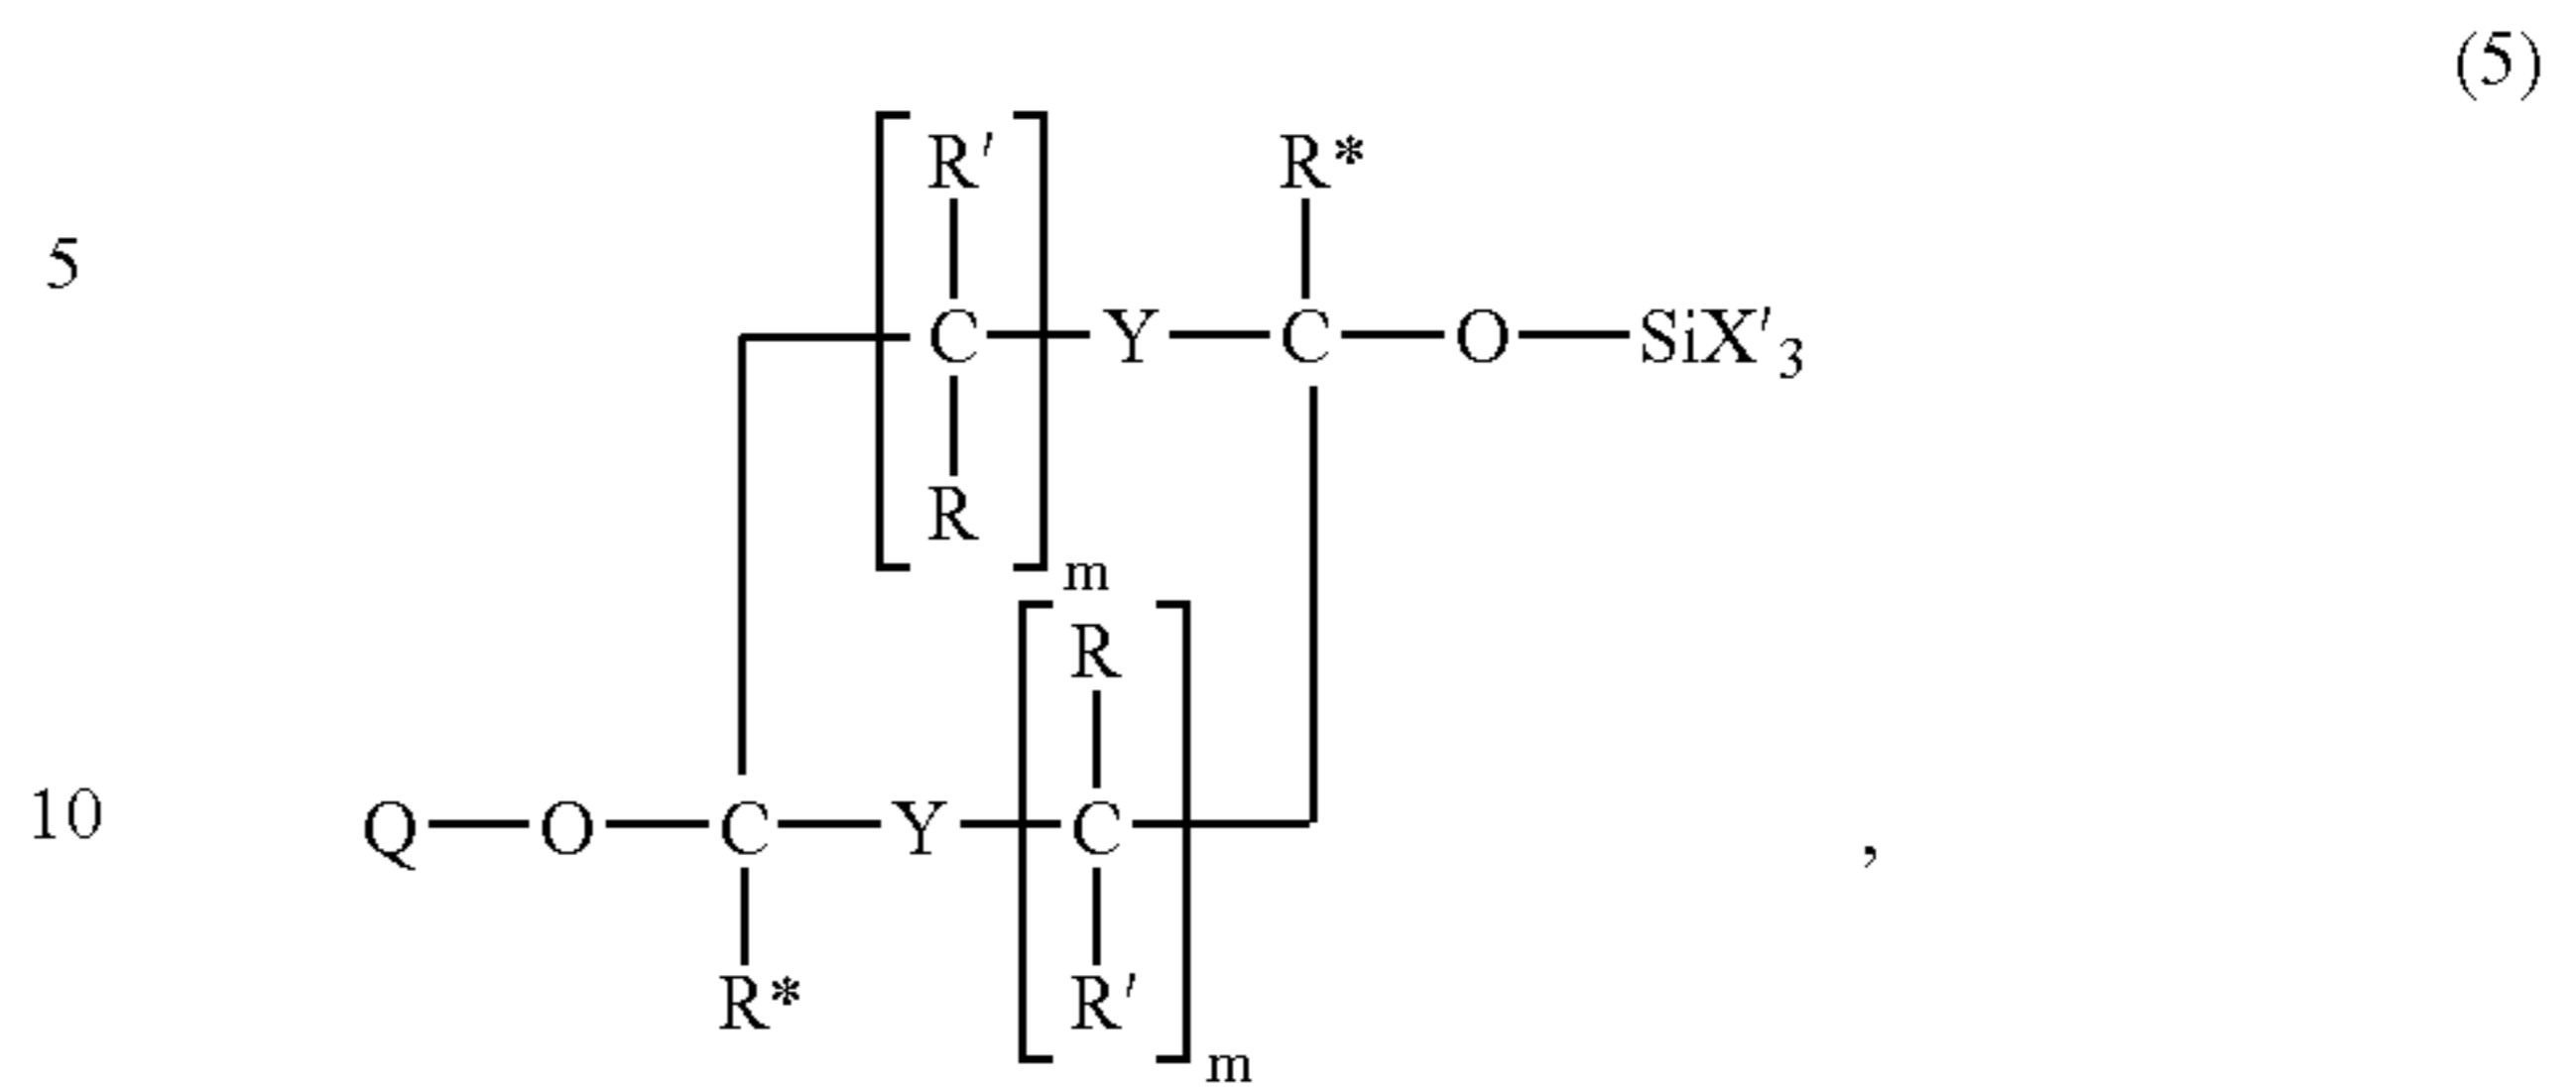 (5)
R′ R*
5
C—Y—C—O—SiX′₃
R
m
R
10 Q—O—C—Y—C ,
R* R′
m